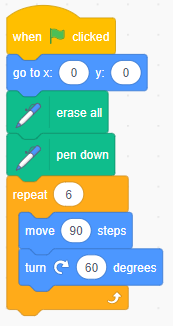 when clicked
go to x: 0 y: 0
erase all
pen down
repeat 6
move 90 steps
turn 60 degrees